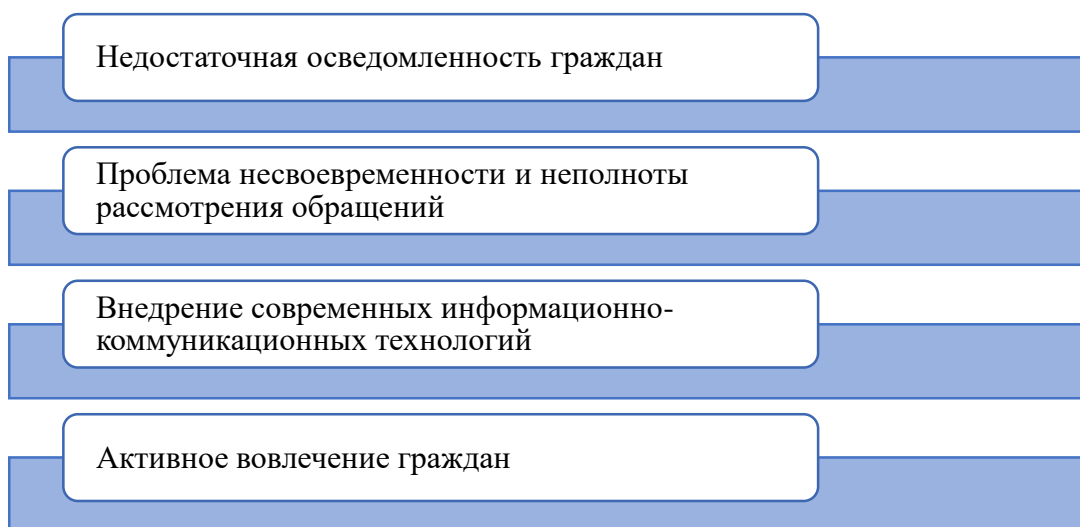 Недостаточная осведомленность граждан
Проблема несвоевременности и неполноты
рассмотрения обращений
Внедрение современных информационно-
коммуникационных технологий
Активное вовлечение граждан